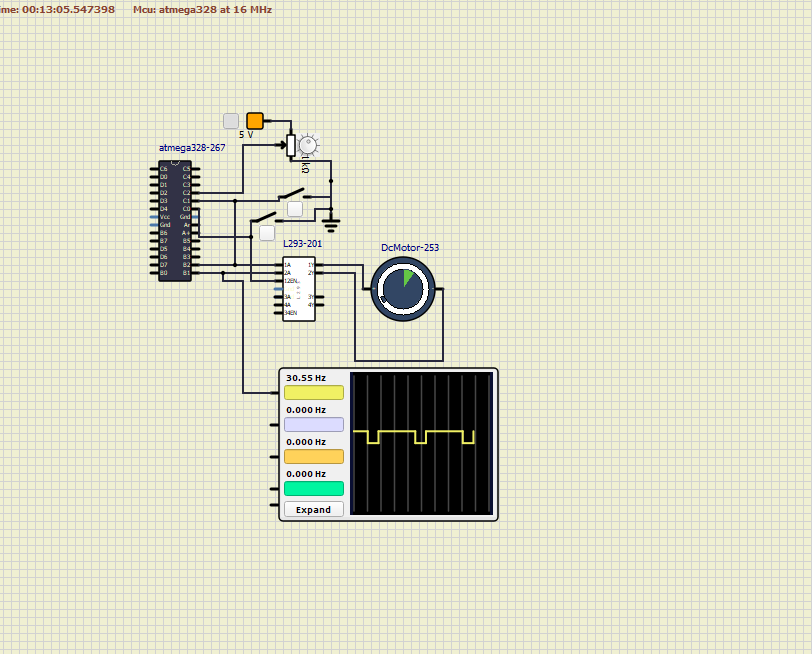 me: 00:13:05.547398 Mcu: atmega328 at 16 MHz
5 V
atmega328-267
1kΩ
C6 C5
D0 C4
D1 C3
D2 C2
D3 C1
D4 C0
Vcc Gnd
Gnd Ar
B6 A+
B7 B5
D5 B4
D6 B3
D7 B2
B0 B1
L293-201
DcMotor-253
1A 1Y
2A 2Y
12EN
3A 3Y
4A 4Y
34EN
30.55 Hz
0.000 Hz
0.000 Hz
0.000 Hz
Expand